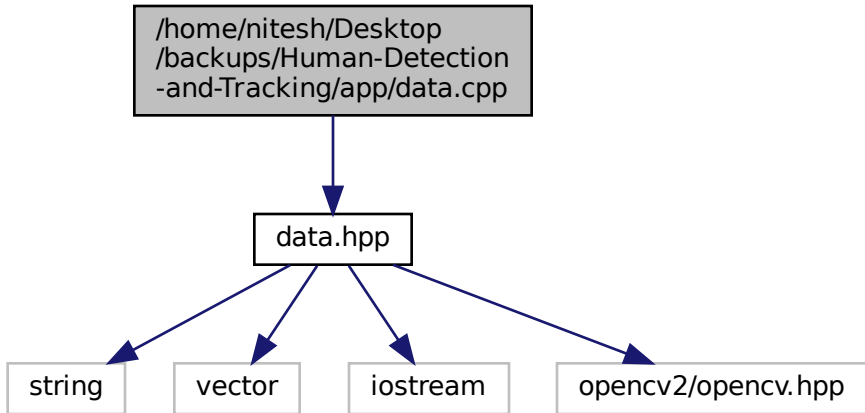 /home/nitesh/Desktop
/backups/Human-Detection
-and-Tracking/app/data.cpp
data.hpp
string
vector
iostream
opencv2/opencv.hpp